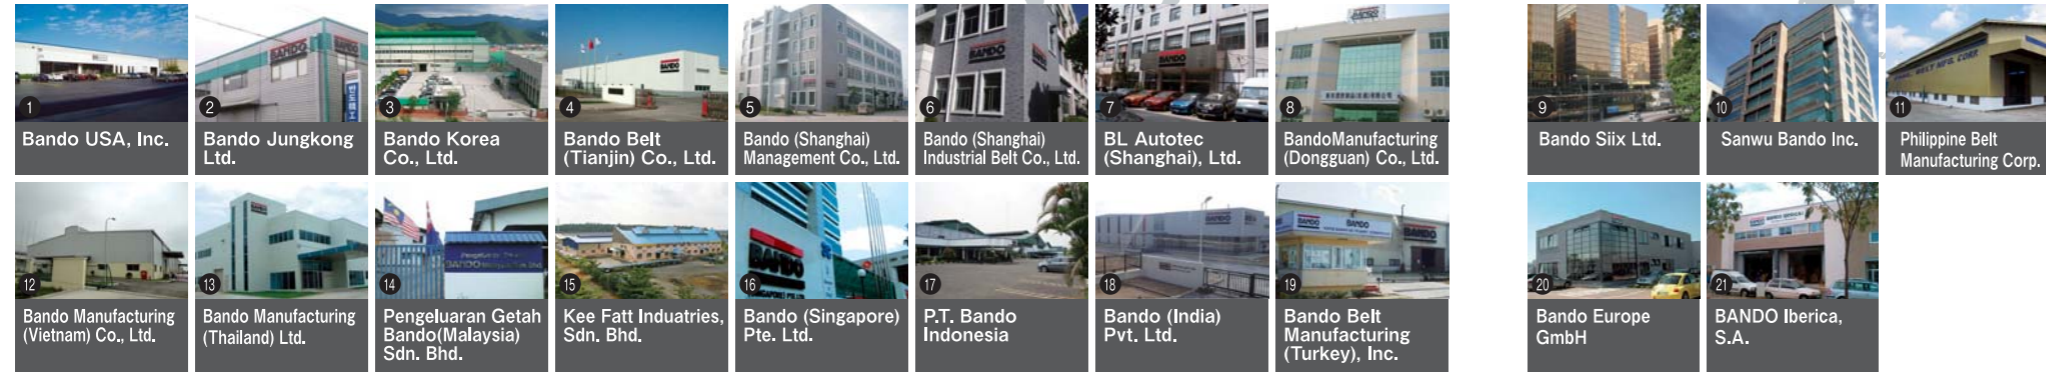 1
Bando USA, Inc.
2
Bando Jungkong
Ltd.
3
Bando Korea
Co., Ltd.
4
Bando Belt
(Tianjin) Co., Ltd.
5
Bando (Shanghai)
Management Co., Ltd.
6
Bando (Shanghai)
Industrial Belt Co., Ltd.
7
BL Autotec
(Shanghai), Ltd.
8
BandoManufacturing
(Dongguan) Co., Ltd.
9
Bando Siix Ltd.
10
Sanwu Bando Inc.
11
Philippine Belt
Manufacturing Corp.
12
Bando Manufacturing
(Vietnam) Co., Ltd.
13
Bando Manufacturing
(Thailand) Ltd.
14
Pengeluaran Getah
Bando(Malaysia)
Sdn. Bhd.
15
Kee Fatt Induatries,
Sdn. Bhd.
BANDO
16
Bando (Singapore)
Pte. Ltd.
17
P.T. Bando
Indonesia
18
Bando (India)
Pvt. Ltd.
19
Bando Belt
Manufacturing
(Turkey), Inc.
20
Bando Europe
GmbH
21
BANDO Iberica,
S.A.